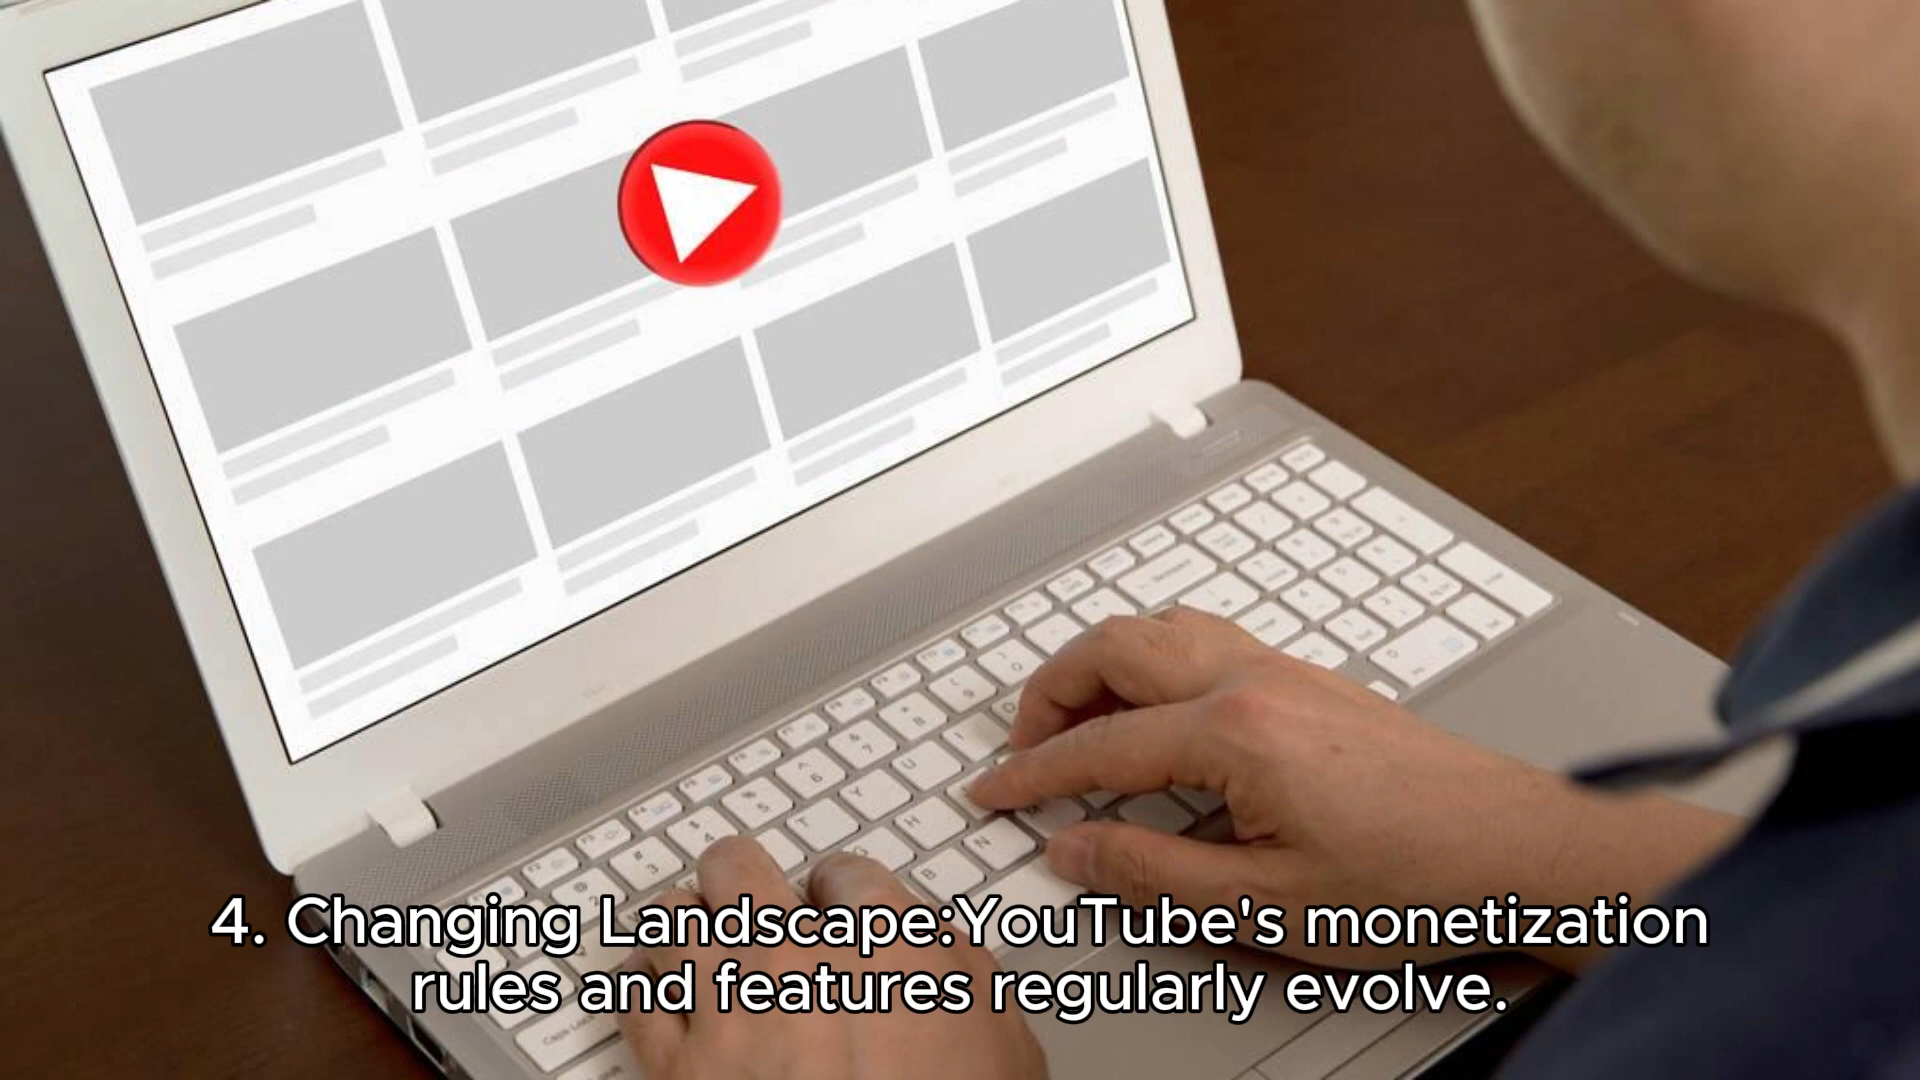 4. Changing Landscape:YouTube's monetization
rules and features regularly evolve.